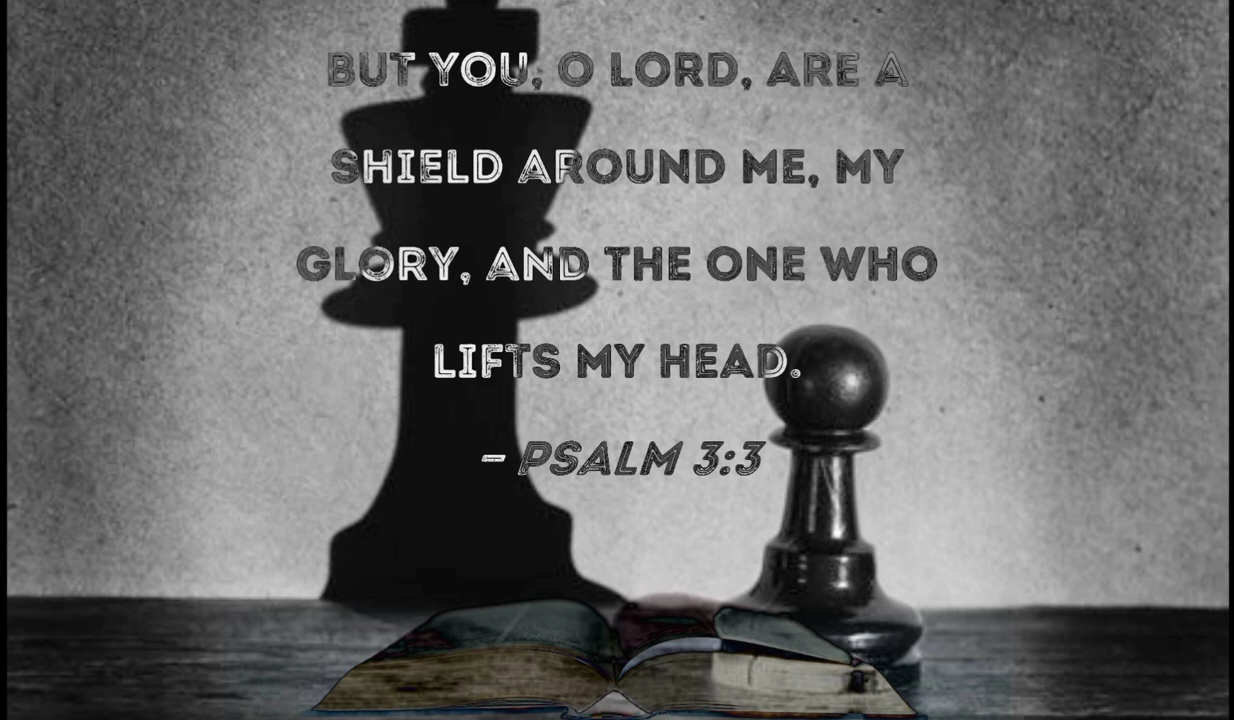 BUT YOU, O LORD, ARE A
SHIELD AROUND ME, MY
GLORY, AND THE ONE WHO
LIFTS MY HEAD.
– PSALM 3:3